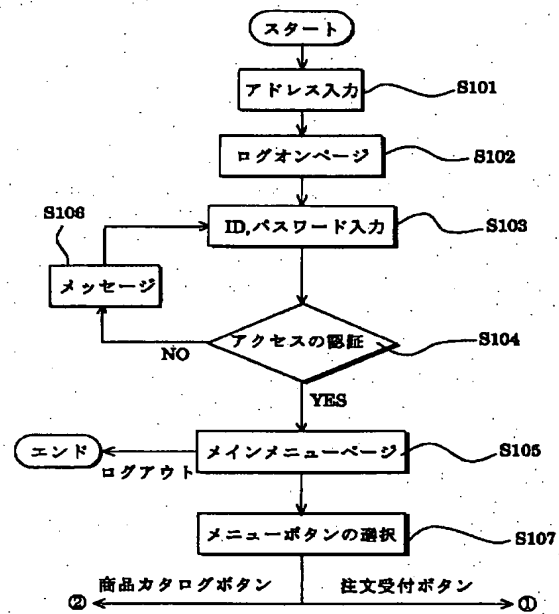 スタート
アドレス入力
S101
ログオンページ
S102
S106
ID,パスワード入力
S103
メッセージ
アクセスの認証
S104
NO
YES
エンド
ログアウト
メインメニューページ
S105
メニューボタンの選択
S107
商品カタログボタン
注文受付ボタン
②
①